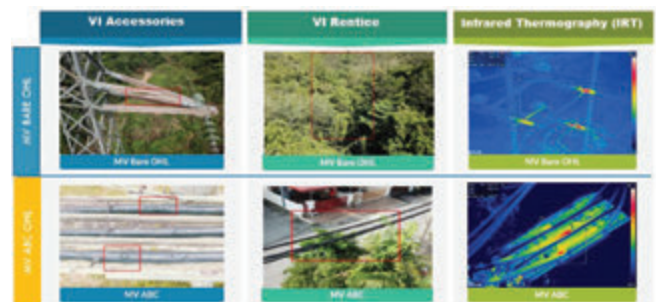 VI Accessories
VI Rentice
Infrared Thermography (IRT)
MV BARE OHL
MV Bare OHL
MV Bare OHL
MV Bare OHL
MV ABC OHL
MV ABC
MV ABC
MV ABC